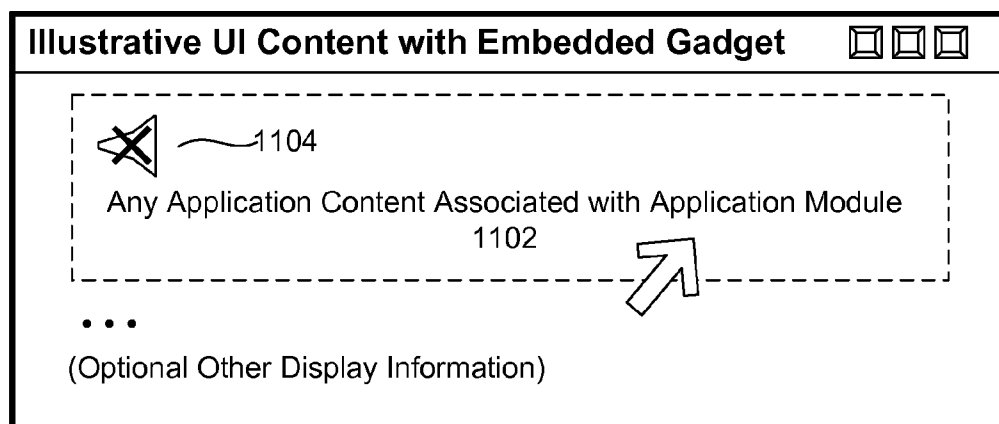 Illustrative UI Content with Embedded Gadget
1104
Any Application Content Associated with Application Module
1102
• • •
(Optional Other Display Information)